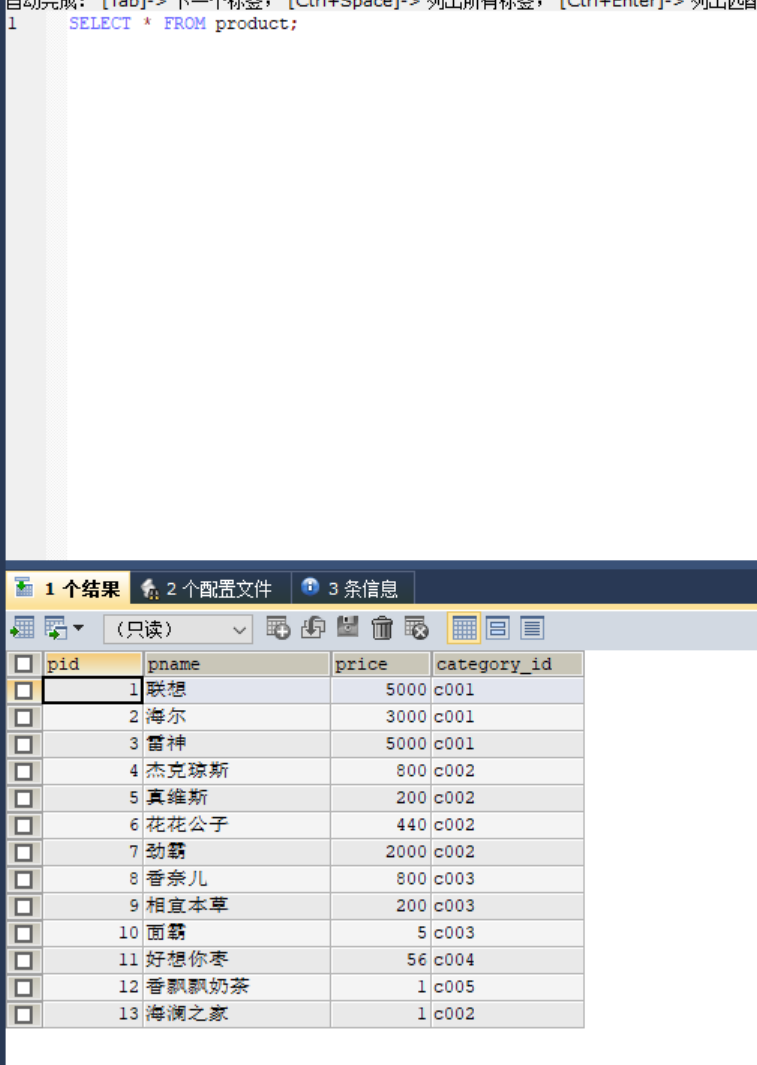 自动完成: [Tab]-> 下一个标签, [Ctrl+Space]-> 列出所有标签, [Ctrl+Enter]-> 列出匹配
1 SELECT * FROM product;
1 个结果 2 个配置文件 3 条信息
(只读)
pid pname price category_id
1 联想 5000 c001
2 海尔 3000 c001
3 雷神 5000 c001
4 杰克琼斯 800 c002
5 真维斯 200 c002
6 花花公子 440 c002
7 劲霸 2000 c002
8 香奈儿 800 c003
9 相宜本草 200 c003
10 面霸 5 c003
11 好想你枣 56 c004
12 香飘飘奶茶 1 c005
13 海澜之家 1 c002